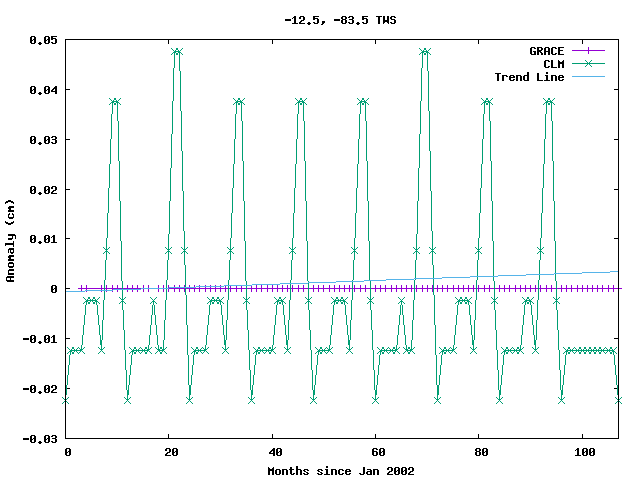 -12.5, -83.5 TWS
GRACE
CLM
Trend Line
0.05
0.04
0.03
0.02
0.01
0
-0.01
-0.02
-0.03
Anomaly (cm)
0 20 40 60 80 100
Months since Jan 2002